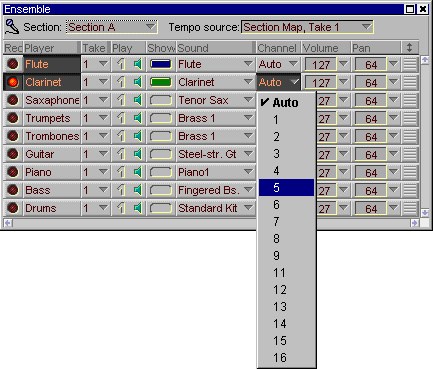 Ensemble
Section: Section A Tempo source: Section Map, Take 1
Rec Player Take Play Show Sound Channel Volume Pan
Flute 1 Flute Auto 127 64
Clarinet 1 Clarinet Auto 127 64
Saxaphone 1 Tenor Sax 27 64
Trumpets 1 Brass 1 27 64
Trombones 1 Brass 1 27 64
Guitar 1 Steel-str. Gt 27 64
Piano 1 Piano1 27 64
Bass 1 Fingered Bs. 27 64
Drums 1 Standard Kit 27 64
✔ Auto
1
2
3
4
5
6
7
8
9
11
12
13
14
15
16